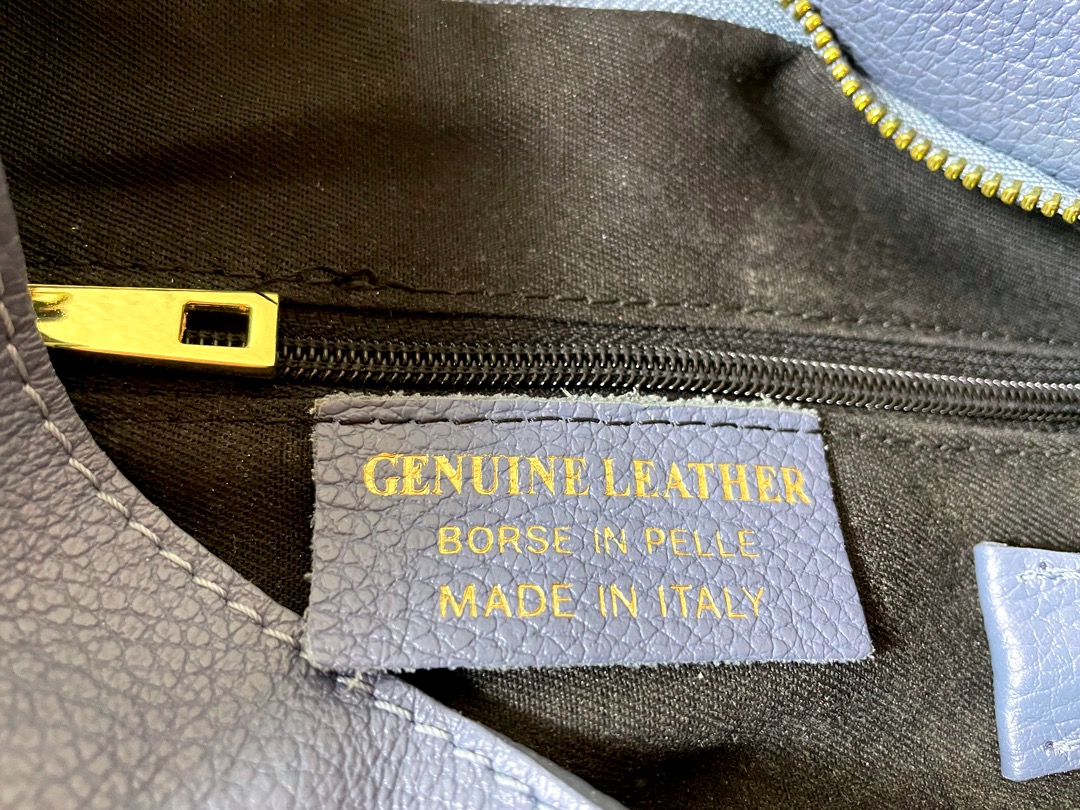 GENUINE LEATHER
BORSE IN PELLE
MADE IN ITALY